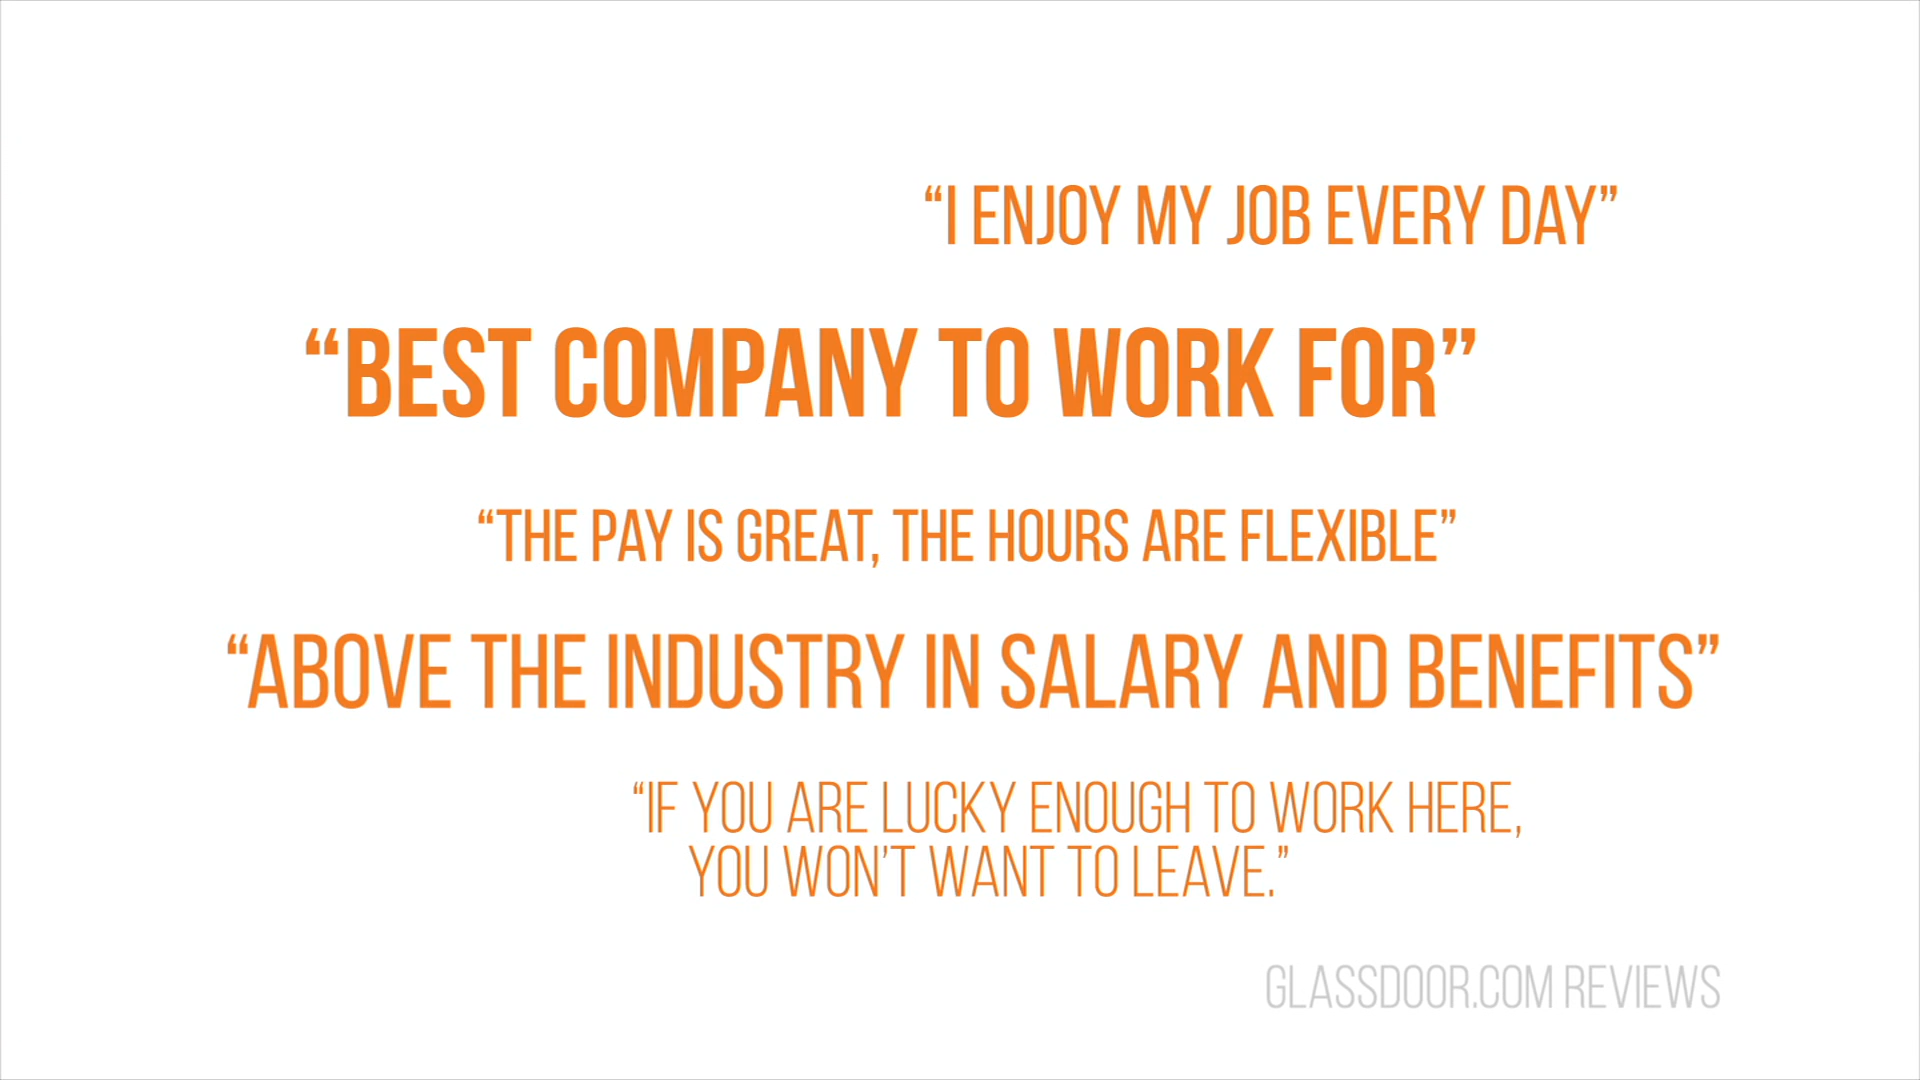 “I ENJOY MY JOB EVERY DAY”
“BEST COMPANY TO WORK FOR”
“THE PAY IS GREAT, THE HOURS ARE FLEXIBLE”
“ABOVE THE INDUSTRY IN SALARY AND BENEFITS”
“IF YOU ARE LUCKY ENOUGH TO WORK HERE,
YOU WON’T WANT TO LEAVE.”
GLASSDOOR.COM REVIEWS